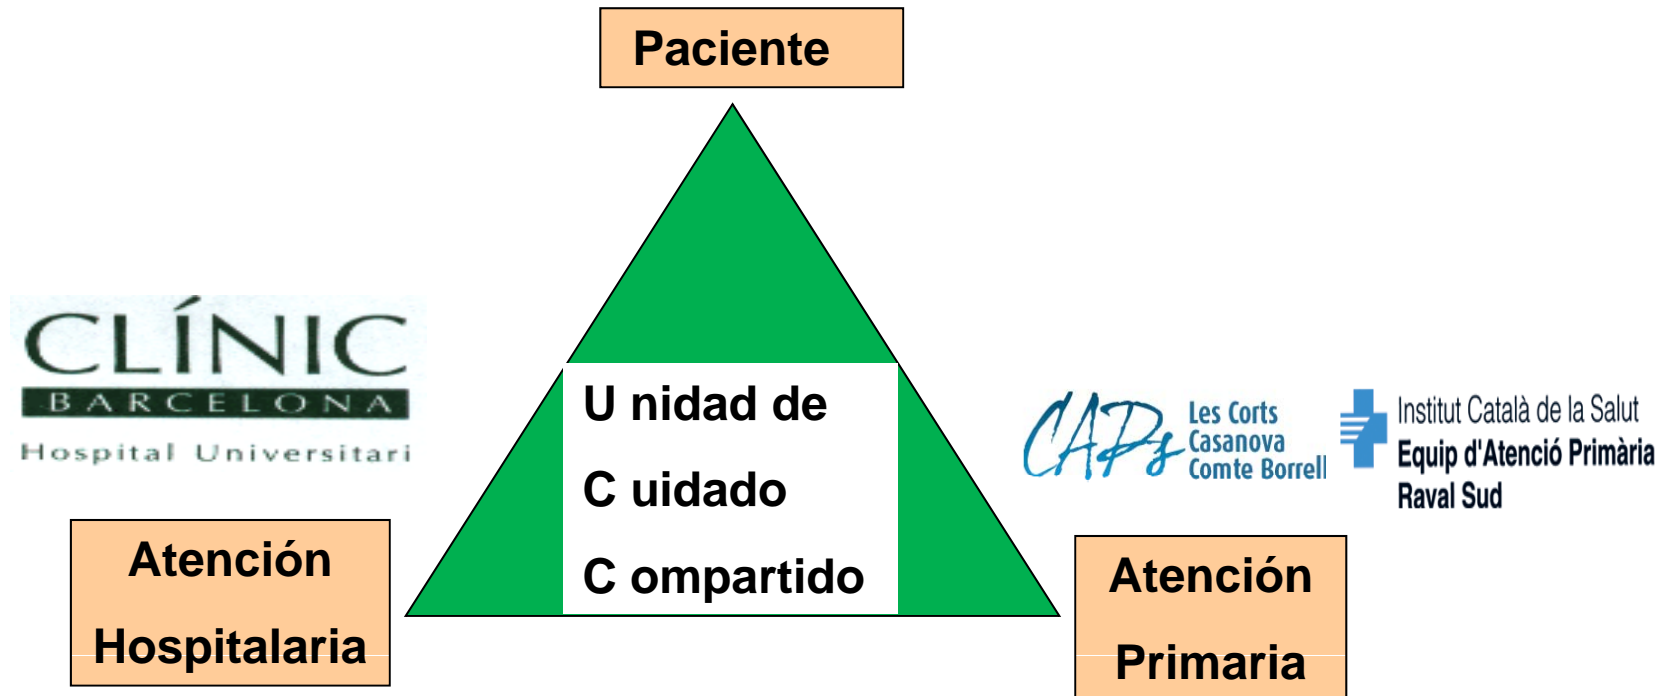 Paciente
CLÍNIC
BARCELONA
Hospital Universitari
U nidad de
C uidado
C ompartido
CAPs
Les Corts
Casanova
Comte Borrell
Institut Català de la Salut
Equip d'Atenció Primària
Raval Sud
Atención
Hospitalaria
Atención
Primaria